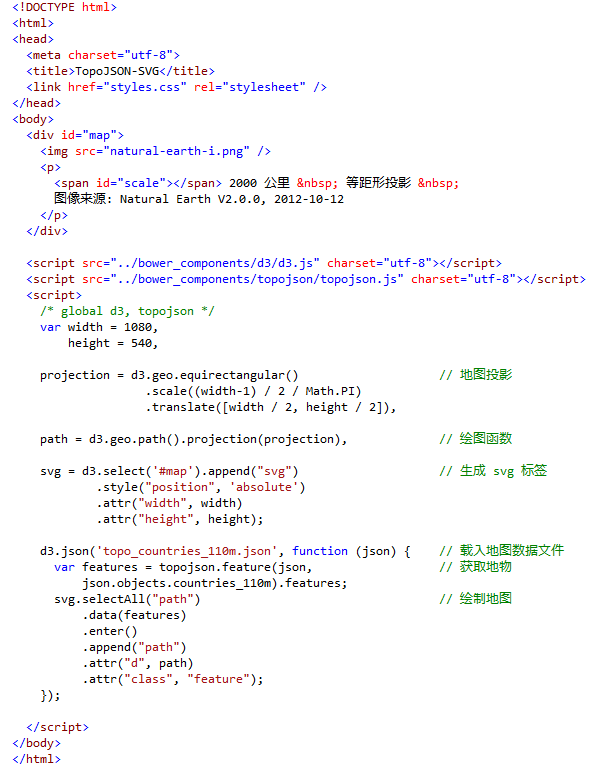 <!DOCTYPE html>
<html>
<head>
  <meta charset="utf-8">
  <title>TopoJSON-SVG</title>
  <link href="styles.css" rel="stylesheet" />
</head>
<body>
  <div id="map">
    <img src="natural-earth-i.png" />
    <p>
      <span id="scale"></span> 2000 公里 &nbsp; 等距形投影 &nbsp;
      图像来源: Natural Earth V2.0.0, 2012-10-12
    </p>
  </div>

  <script src="../bower_components/d3/d3.js" charset="utf-8"></script>
  <script src="../bower_components/topojson/topojson.js" charset="utf-8"></script>
  <script>
    /* global d3, topojson */
    var width = 1080,
        height = 540,

    projection = d3.geo.equirectangular()                    // 地图投影
                   .scale((width-1) / 2 / Math.PI)
                   .translate([width / 2, height / 2]),

    path = d3.geo.path().projection(projection),             // 绘图函数

    svg = d3.select('#map').append("svg")                    // 生成 svg 标签
            .style("position", 'absolute')
            .attr("width", width)
            .attr("height", height);

    d3.json('topo_countries_110m.json', function (json) {    // 载入地图数据文件
      var features = topojson.feature(json,                  // 获取地物
          json.objects.countries_110m).features;
      svg.selectAll("path")                                  // 绘制地图
          .data(features)
          .enter()
          .append("path")
          .attr("d", path)
          .attr("class", "feature");
    });

  </script>
</body>
</html>